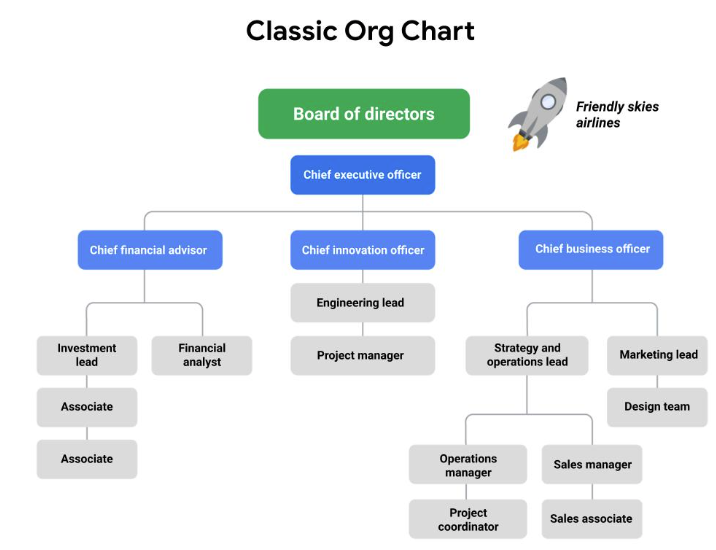 Classic Org Chart
Board of directors
Friendly skies
airlines
Chief executive officer
Chief financial advisor
Chief innovation officer
Chief business officer
Engineering lead
Investment
lead
Financial
analyst
Project manager
Strategy and
operations lead
Marketing lead
Associate
Design team
Associate
Operations
manager
Sales manager
Project
coordinator
Sales associate